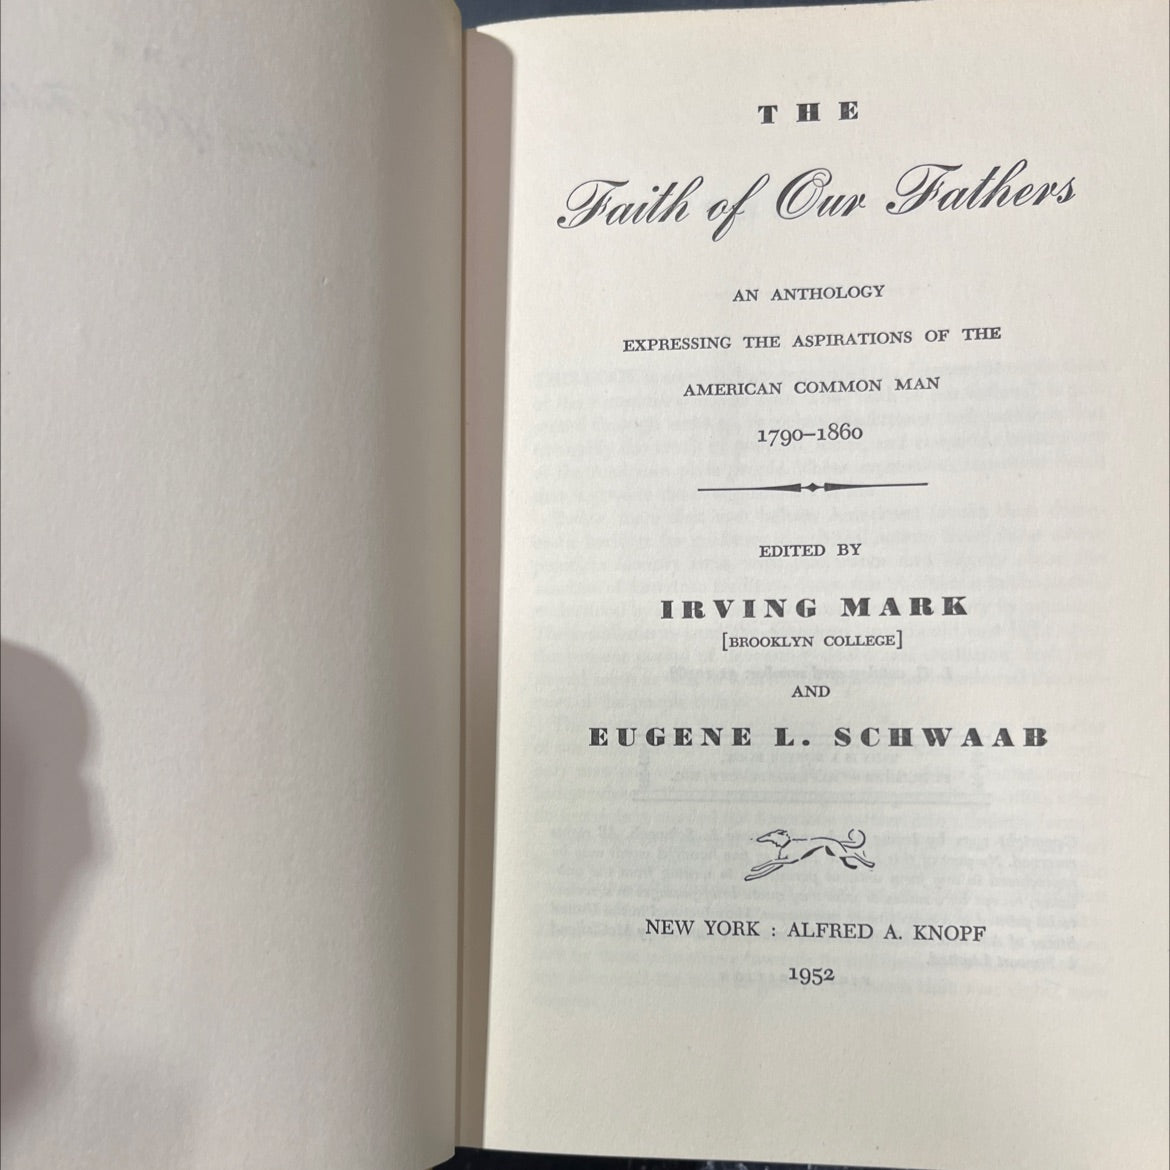 THE
Faith of Our Fathers
AN ANTHOLOGY
EXPRESSING THE ASPIRATIONS OF THE
AMERICAN COMMON MAN
1790–1860
EDITED BY
IRVING MARK
[BROOKLYN COLLEGE]
AND
EUGENE L. SCHWAAB
NEW YORK : ALFRED A. KNOPF
1952